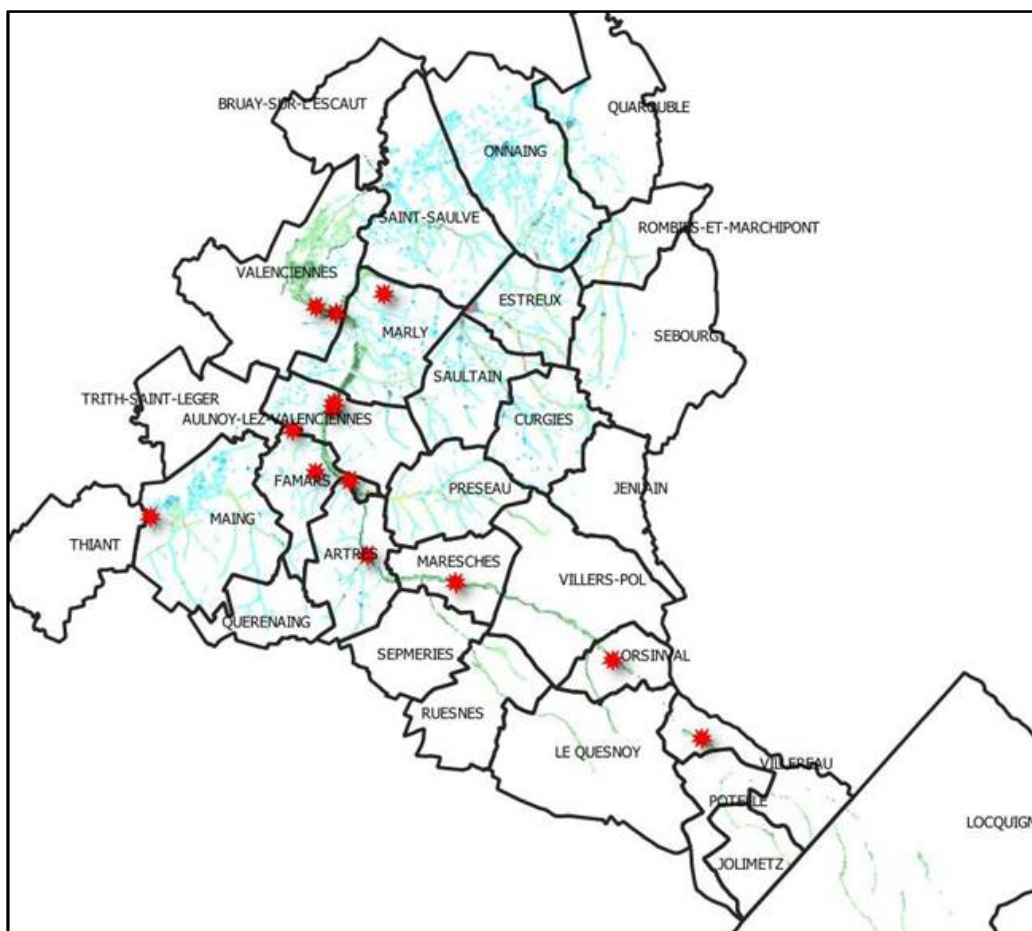 BRUAY-SUR-L'ESCAUT
QUAROUBLE
ONNAING
SAINT-SAULVE
ROMBIES-ET-MARCHIPONT
VALENCIENNES
ESTREUX
MARLY
SEBOURG
SAULTAIN
TRITH-SAINT-LEGER
AULNOY-LEZ-VALENCIENNES
CURGIES
FAMARS
PRESEAU
JENLAIN
MAING
THIANT
ARTRES
MARESCHES
VILLERS-POL
QUERENAING
SEPMERIES
ORSINVAL
RUESNES
LE QUESNOY
VILLEREAU
POTELLE
LOCQUIGN
JOLIMETZ